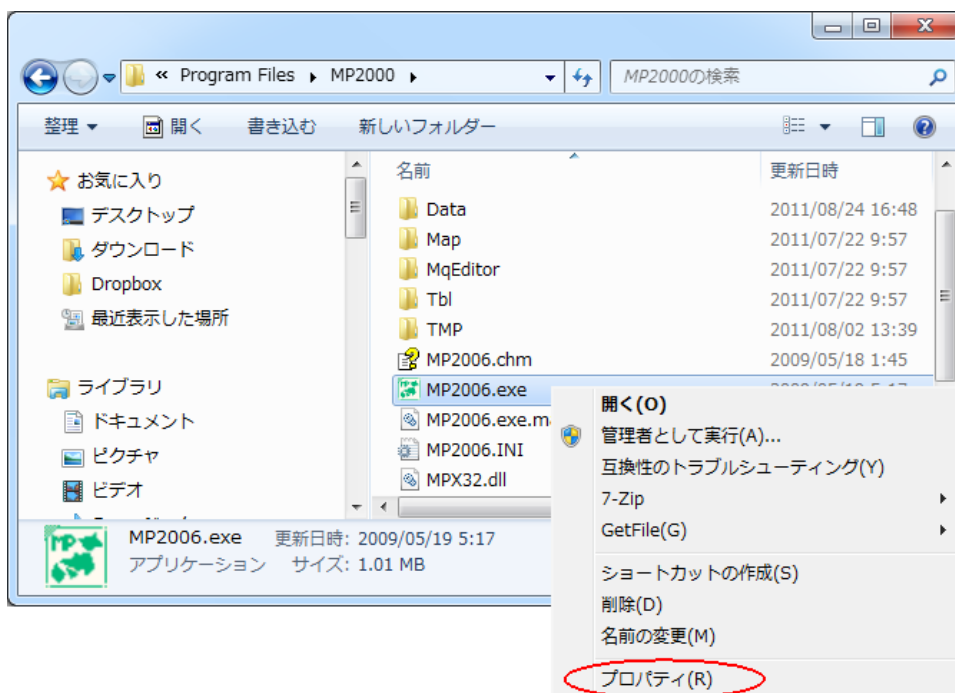 « Program Files ▸ MP2000 ▸
MP2000の検索
整理 ▼ 開く 書き込む 新しいフォルダー
名前 更新日時
お気に入り
デスクトップ
ダウンロード
Dropbox
最近表示した場所
ライブラリ
ドキュメント
ピクチャ
ビデオ
Data 2011/08/24 16:48
Map 2011/07/22 9:57
MqEditor 2011/07/22 9:57
Tbl 2011/07/22 9:57
TMP 2011/08/02 13:39
MP2006.chm 2009/05/18 1:45
MP2006.exe
MP2006.exe.m
MP2006.INI
MPX32.dll
開く(O)
管理者として実行(A)...
互換性のトラブルシューティング(Y)
7-Zip
GetFile(G)
ショートカットの作成(S)
削除(D)
名前の変更(M)
プロパティ(R)
MP
MP2006.exe 更新日時: 2009/05/19 5:17
アプリケーション サイズ: 1.01 MB